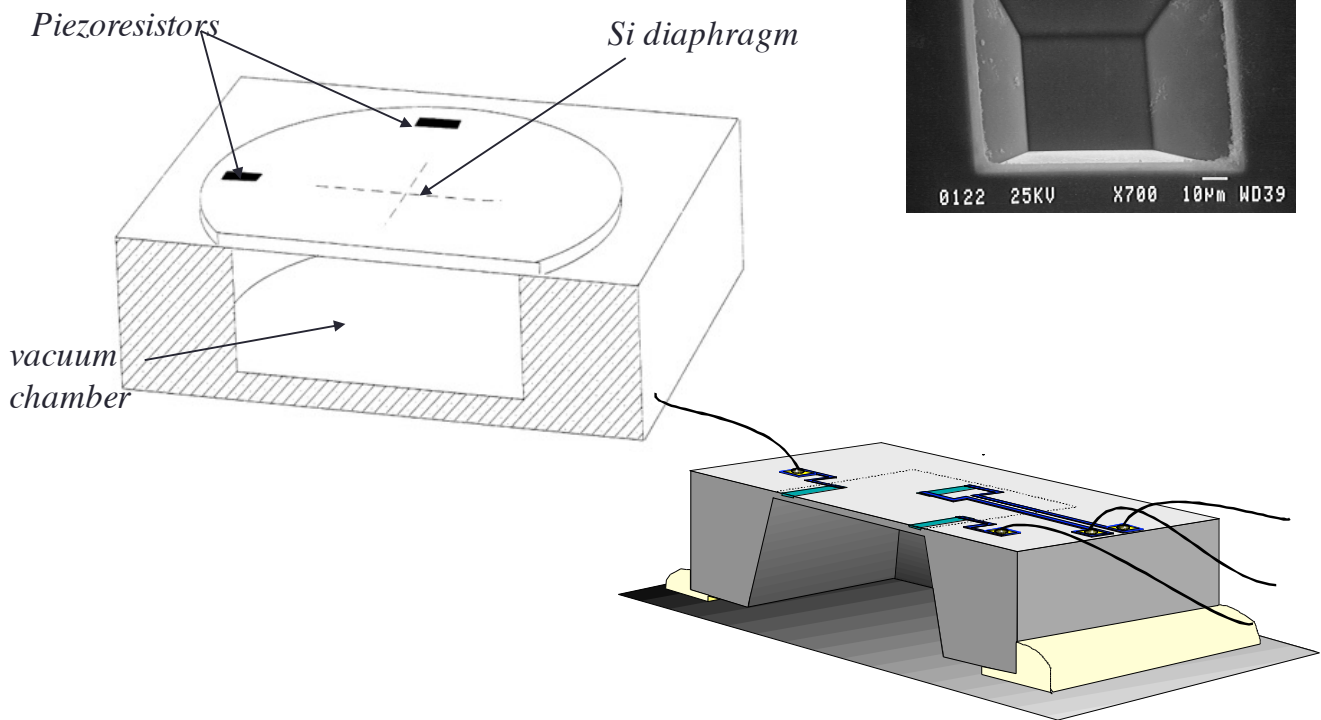 Piezoresistors
Si diaphragm
vacuum
chamber
0122 25KV X700 10µm WD39